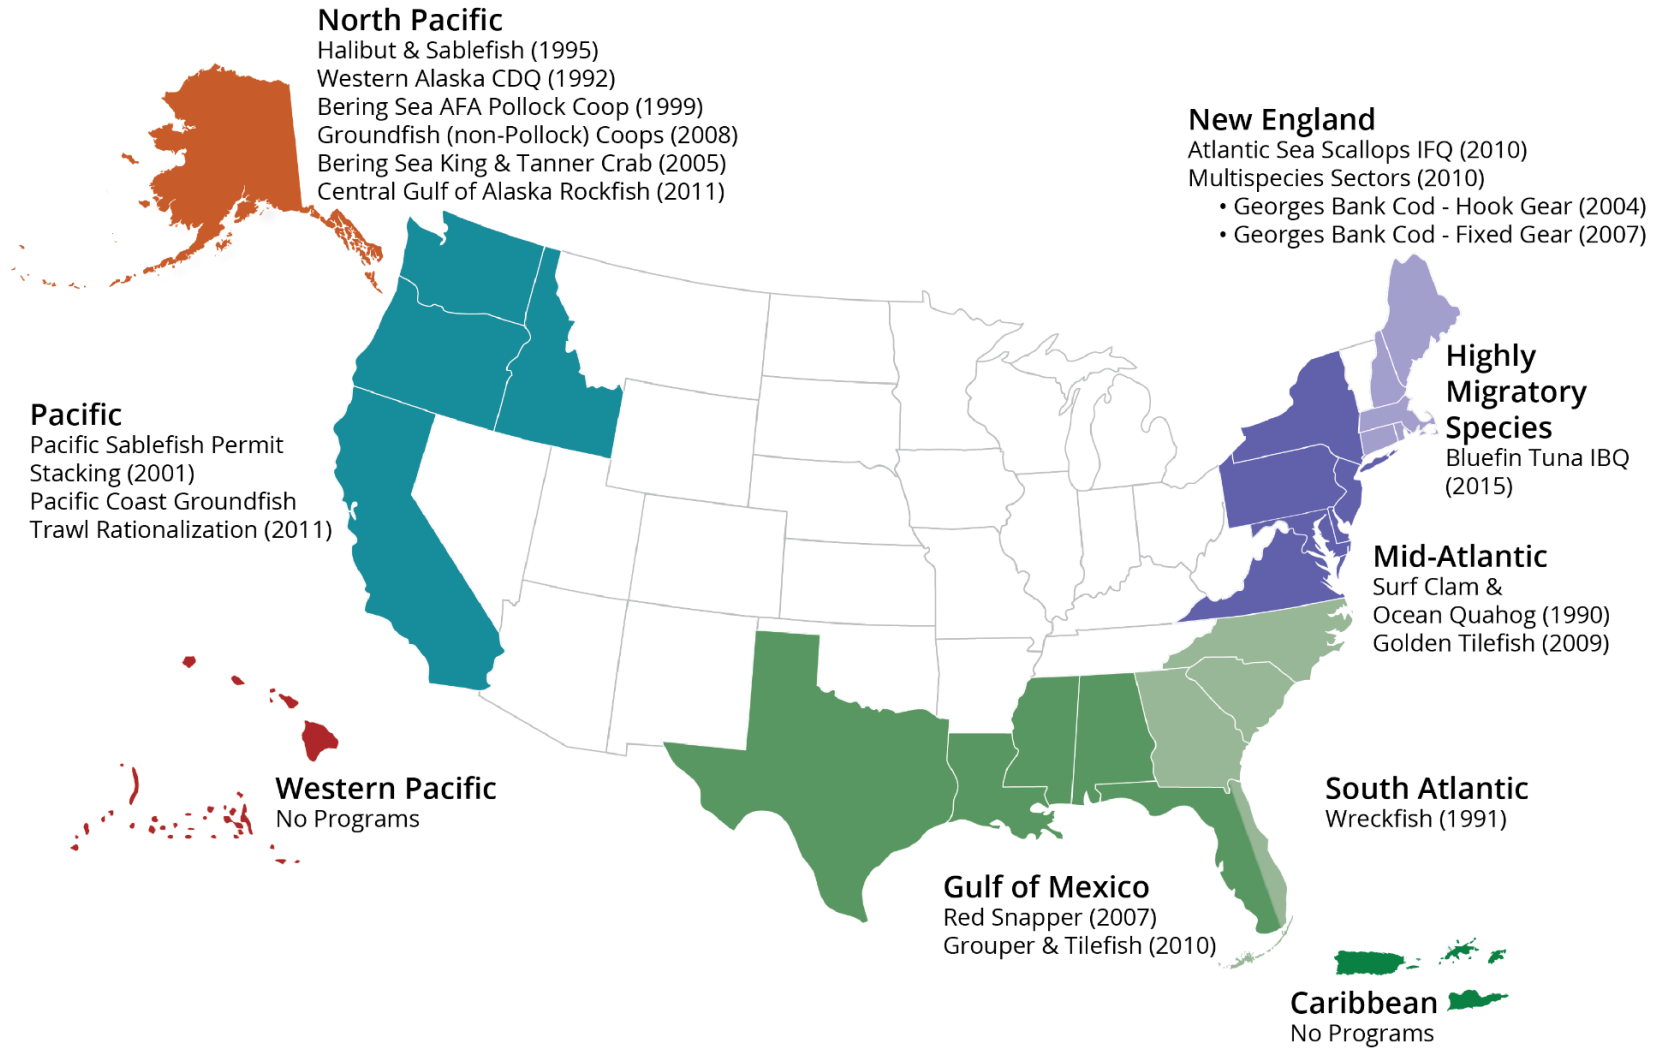 North Pacific
Halibut & Sablefish (1995)
Western Alaska CDQ (1992)
Bering Sea AFA Pollock Coop (1999)
Groundfish (non-Pollock) Coops (2008)
Bering Sea King & Tanner Crab (2005)
Central Gulf of Alaska Rockfish (2011)
New England
Atlantic Sea Scallops IFQ (2010)
Multispecies Sectors (2010)
• Georges Bank Cod - Hook Gear (2004)
• Georges Bank Cod - Fixed Gear (2007)
Highly
Migratory
Species
Bluefin Tuna IBQ
(2015)
Pacific
Pacific Sablefish Permit
Stacking (2001)
Pacific Coast Groundfish
Trawl Rationalization (2011)
Mid-Atlantic
Surf Clam &
Ocean Quahog (1990)
Golden Tilefish (2009)
Western Pacific
No Programs
South Atlantic
Wreckfish (1991)
Gulf of Mexico
Red Snapper (2007)
Grouper & Tilefish (2010)
Caribbean
No Programs